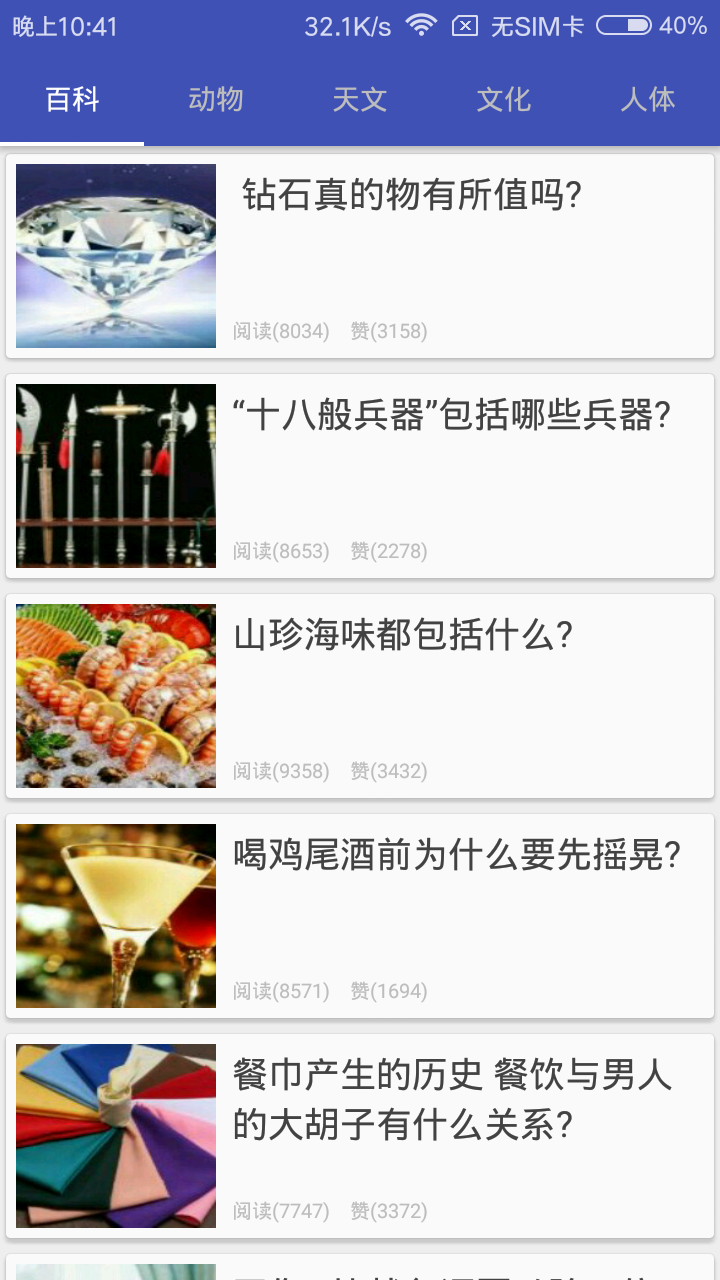 晚上10:41 32.1K/s 无SIM卡 40%
百科 动物 天文 文化 人体
钻石真的物有所值吗?
阅读(8034) 赞(3158)
“十八般兵器”包括哪些兵器?
阅读(8653) 赞(2278)
山珍海味都包括什么?
阅读(9358) 赞(3432)
喝鸡尾酒前为什么要先摇晃?
阅读(8571) 赞(1694)
餐巾产生的历史 餐饮与男人
的大胡子有什么关系?
阅读(7747) 赞(3372)